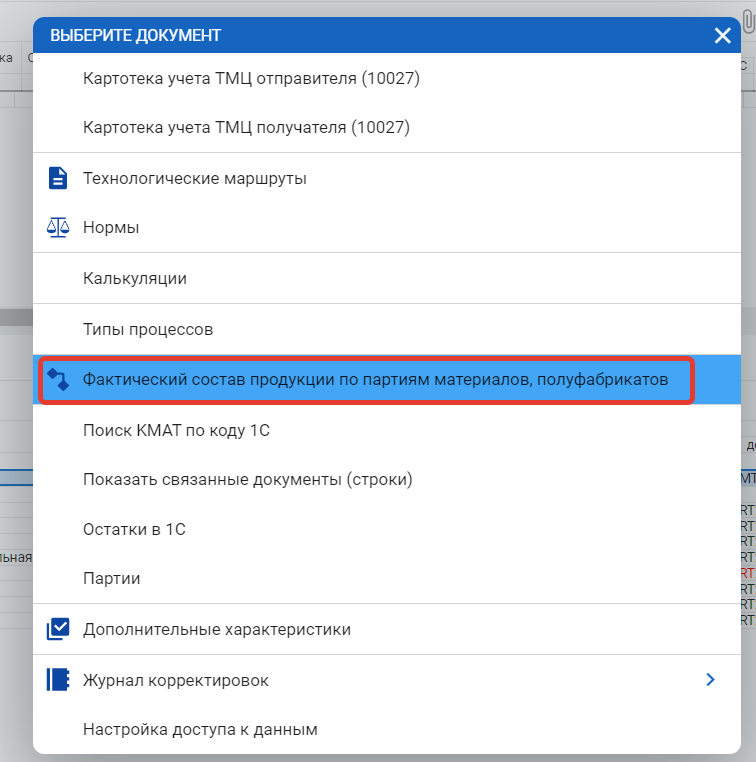 ВЫБЕРИТЕ ДОКУМЕНТ
Картотека учета ТМЦ отправителя (10027)
Картотека учета ТМЦ получателя (10027)
Технологические маршруты
Нормы
Калькуляции
Типы процессов
Фактический состав продукции по партиям материалов, полуфабрикатов
Поиск КМАТ по коду 1С
Показать связанные документы (строки)
Остатки в 1С
Партии
Дополнительные характеристики
Журнал корректировок
Настройка доступа к данным